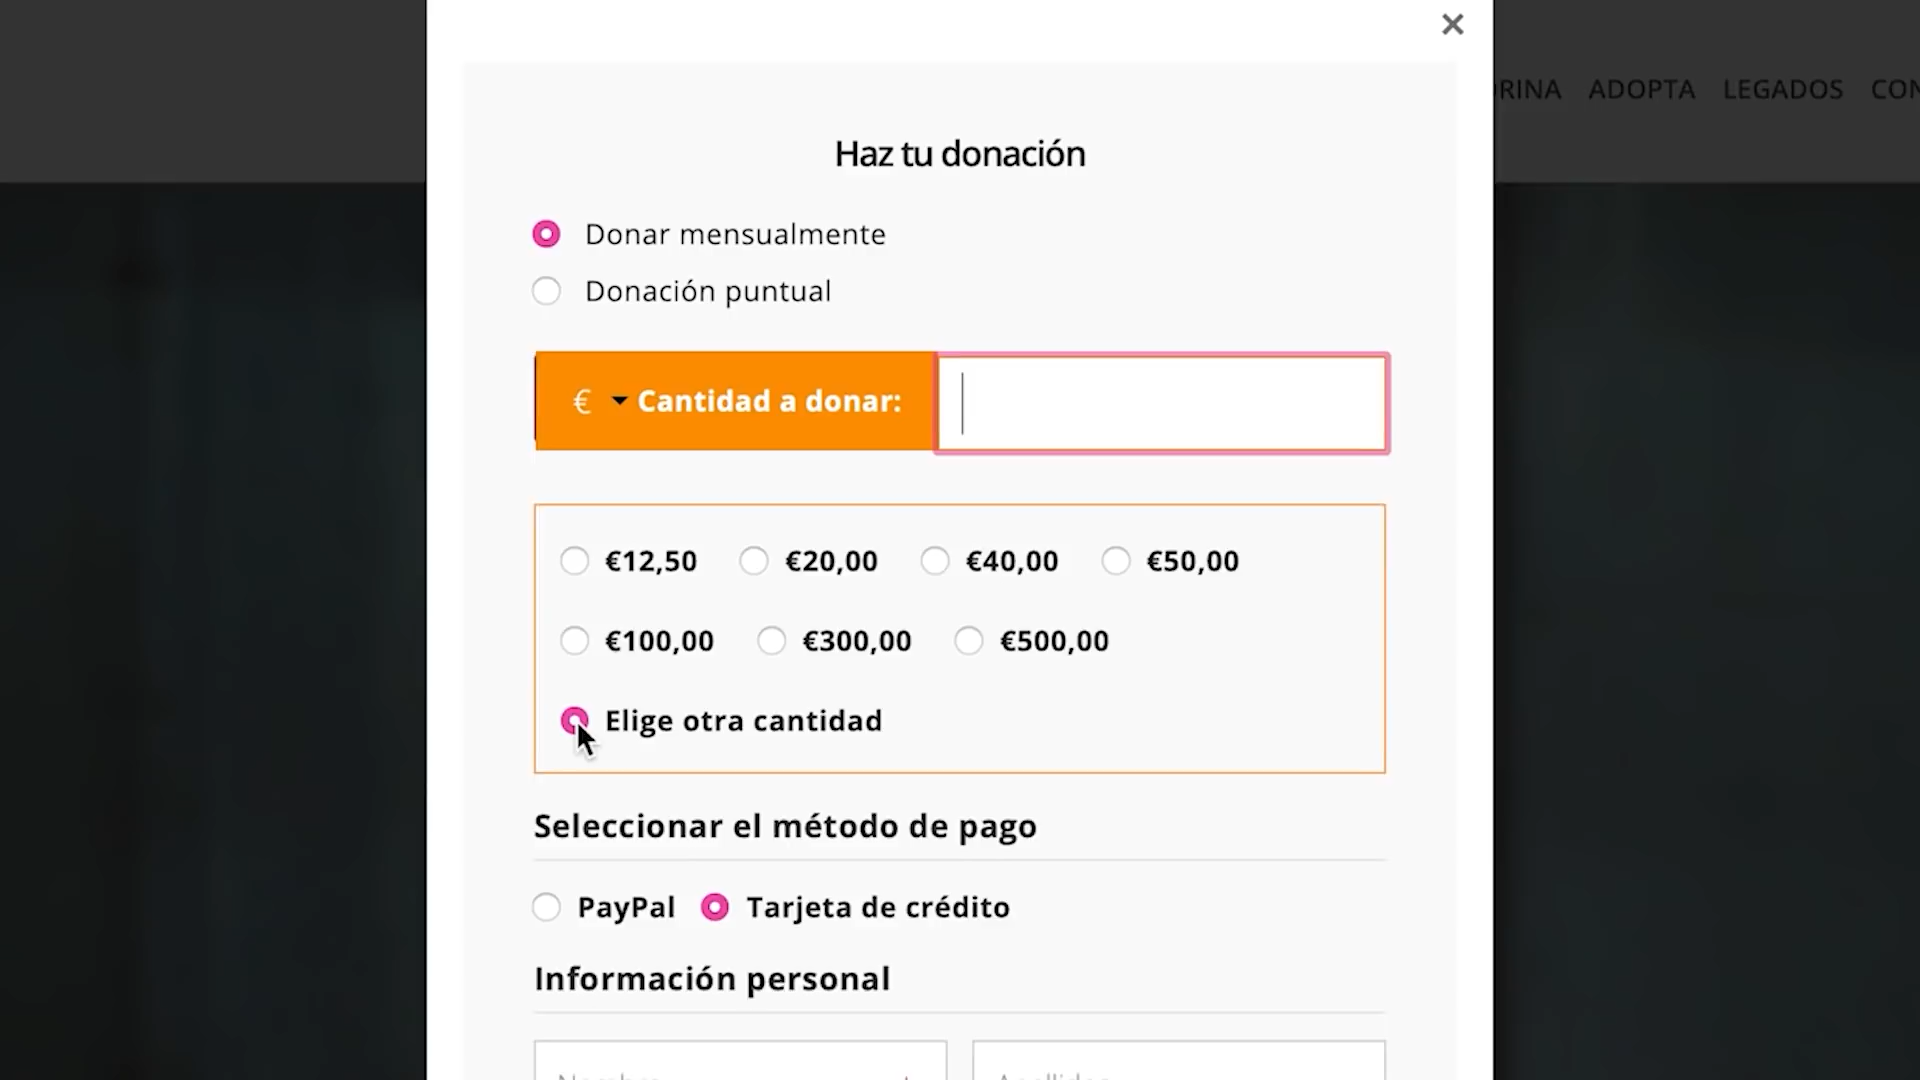 ADOPTA LEGADOS
Haz tu donación
Donar mensualmente
Donación puntual
€ Cantidad a donar:
€12,50 €20,00 €40,00 €50,00
€100,00 €300,00 €500,00
Elige otra cantidad
Seleccionar el método de pago
PayPal Tarjeta de crédito
Información personal